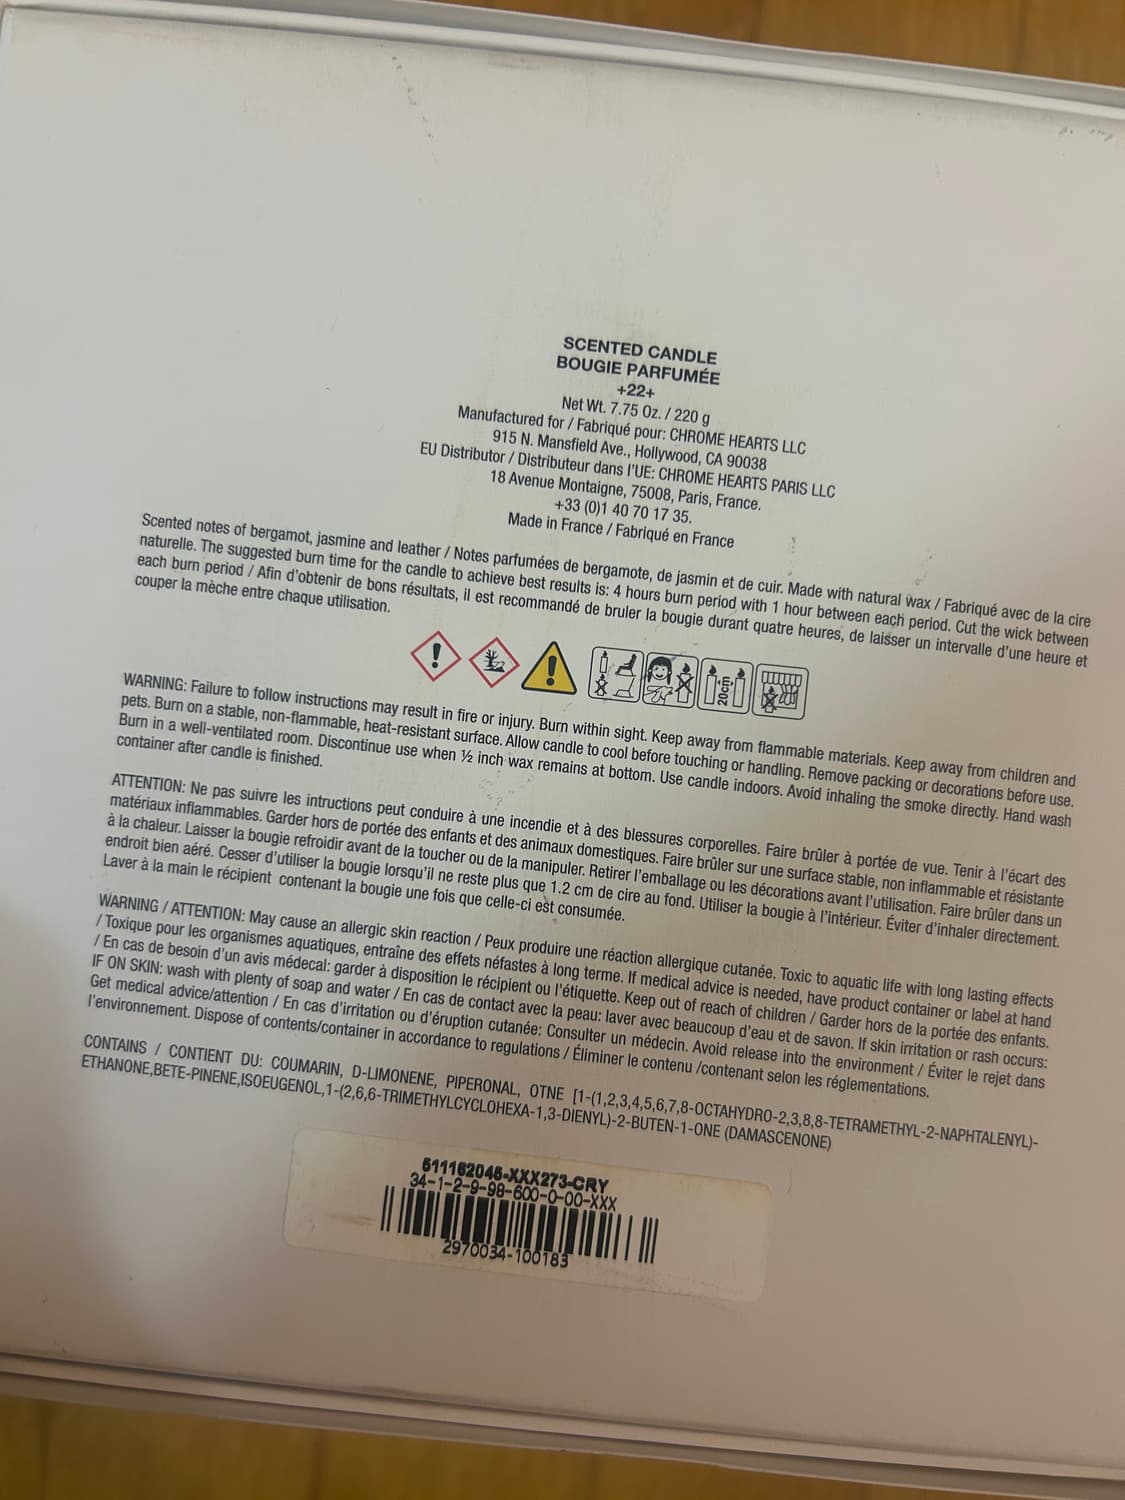 SCENTED CANDLE
BOUGIE PARFUMÉE
+22+
Net Wt. 7.75 Oz. / 220 g
Manufactured for / Fabriqué pour: CHROME HEARTS LLC
915 N. Mansfield Ave., Hollywood, CA 90038
EU Distributor / Distributeur dans l'UE: CHROME HEARTS PARIS LLC
18 Avenue Montaigne, 75008, Paris, France.
+33 (0)1 40 70 17 35.
Made in France / Fabriqué en France
Scented notes of bergamot, jasmine and leather / Notes parfumées de bergamote, de jasmin et de cuir. Made with natural wax / Fabriqué avec de la cire
naturelle. The suggested burn time for the candle to achieve best results is: 4 hours burn period with 1 hour between each period. Cut the wick between
each burn period / Afin d'obtenir de bons résultats, il est recommandé de bruler la bougie durant quatre heures, de laisser un intervalle d'une heure et
couper la mèche entre chaque utilisation.
20cm
WARNING: Failure to follow instructions may result in fire or injury. Burn within sight. Keep away from flammable materials. Keep away from children and
pets. Burn on a stable, non-flammable, heat-resistant surface. Allow candle to cool before touching or handling. Remove packing or decorations before use.
Burn in a well-ventilated room. Discontinue use when ½ inch wax remains at bottom. Use candle indoors. Avoid inhaling the smoke directly. Hand wash
container after candle is finished.
ATTENTION: Ne pas suivre les intructions peut conduire à une incendie et à des blessures corporelles. Faire brûler à portée de vue. Tenir à l'écart des
matériaux inflammables. Garder hors de portée des enfants et des animaux domestiques. Faire brûler sur une surface stable, non inflammable et résistante
à la chaleur. Laisser la bougie refroidir avant de la toucher ou de la manipuler. Retirer l'emballage ou les décorations avant l'utilisation. Faire brûler dans un
endroit bien aéré. Cesser d'utiliser la bougie lorsqu'il ne reste plus que 1.2 cm de cire au fond. Utiliser la bougie à l'intérieur. Éviter d'inhaler directement.
Laver à la main le récipient contenant la bougie une fois que celle-ci est consumée.
WARNING / ATTENTION: May cause an allergic skin reaction / Peux produire une réaction allergique cutanée. Toxic to aquatic life with long lasting effects
/ Toxique pour les organismes aquatiques, entraîne des effets néfastes à long terme. If medical advice is needed, have product container or label at hand
/ En cas de besoin d'un avis médecal: garder à disposition le récipient ou l'étiquette. Keep out of reach of children / Garder hors de la portée des enfants.
IF ON SKIN: wash with plenty of soap and water / En cas de contact avec la peau: laver avec beaucoup d'eau et de savon. If skin irritation or rash occurs:
Get medical advice/attention / En cas d'irritation ou d'éruption cutanée: Consulter un médecin. Avoid release into the environment / Éviter le rejet dans
l'environnement. Dispose of contents/container in accordance to regulations / Éliminer le contenu /contenant selon les réglementations.
CONTAINS / CONTIENT DU: COUMARIN, D-LIMONENE, PIPERONAL, OTNE [1-(1,2,3,4,5,6,7,8-OCTAHYDRO-2,3,8,8-TETRAMETHYL-2-NAPHTALENYL)-
ETHANONE,BETE-PINENE,ISOEUGENOL,1-(2,6,6-TRIMETHYLCYCLOHEXA-1,3-DIENYL)-2-BUTEN-1-ONE (DAMASCENONE)
511162046-XXX273-CRY
34-1-2-9-98-600-0-00-XXX
2970034-100183